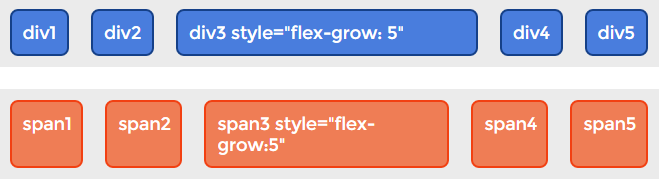 div1 div2 div3 style="flex-grow: 5" div4 div5
span1 span2 span3 style="flex- span4 span5
grow:5"